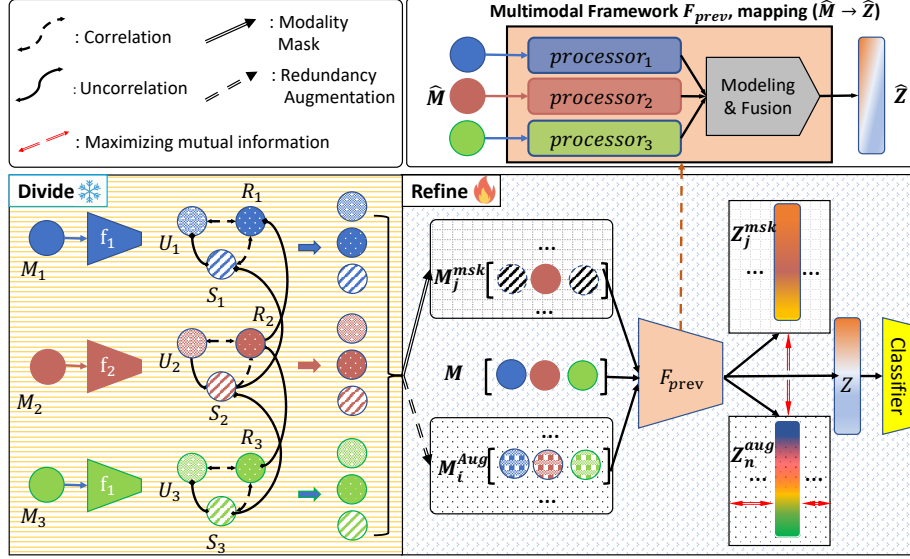 : Correlation
: Uncorrelation
: Modality
Mask
: Redundancy
Augmentation
: Maximizing mutual information
Multimodal Framework F_prev, mapping (M̂ → Ẑ)
M̂
processor_1
processor_2
processor_3
Modeling
& Fusion
Ẑ
Divide
M_1
f_1
U_1
R_1
S_1
M_2
f_2
U_2
R_2
S_2
M_3
f_1
U_3
R_3
S_3
Refine
...
M_j^msk
...
M
...
M_i^Aug
...
F_prev
Z_j^msk
... ...
Z
Classifier
Z_n^aug
... ...